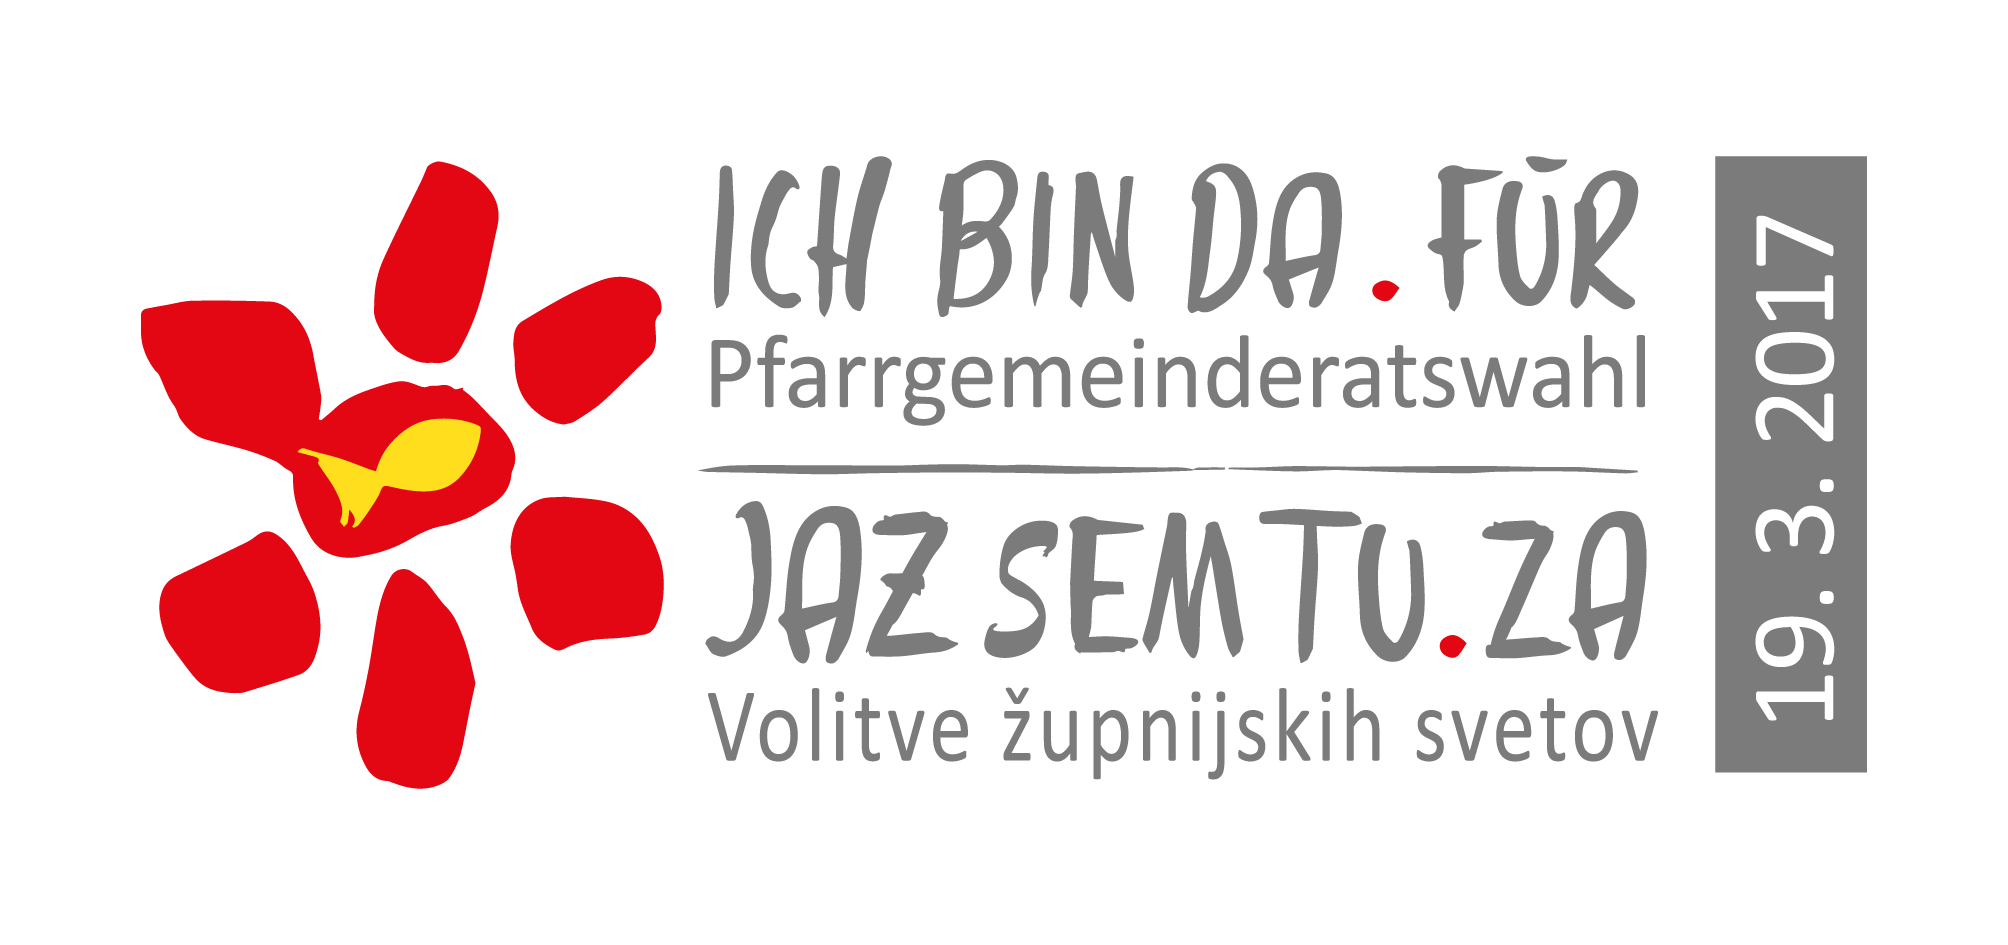 ICH BIN DA.FÜR
Pfarrgemeinderatswahl
JAZ SEM TU.ZA
Volitve župnijskih svetov
19. 3. 2017